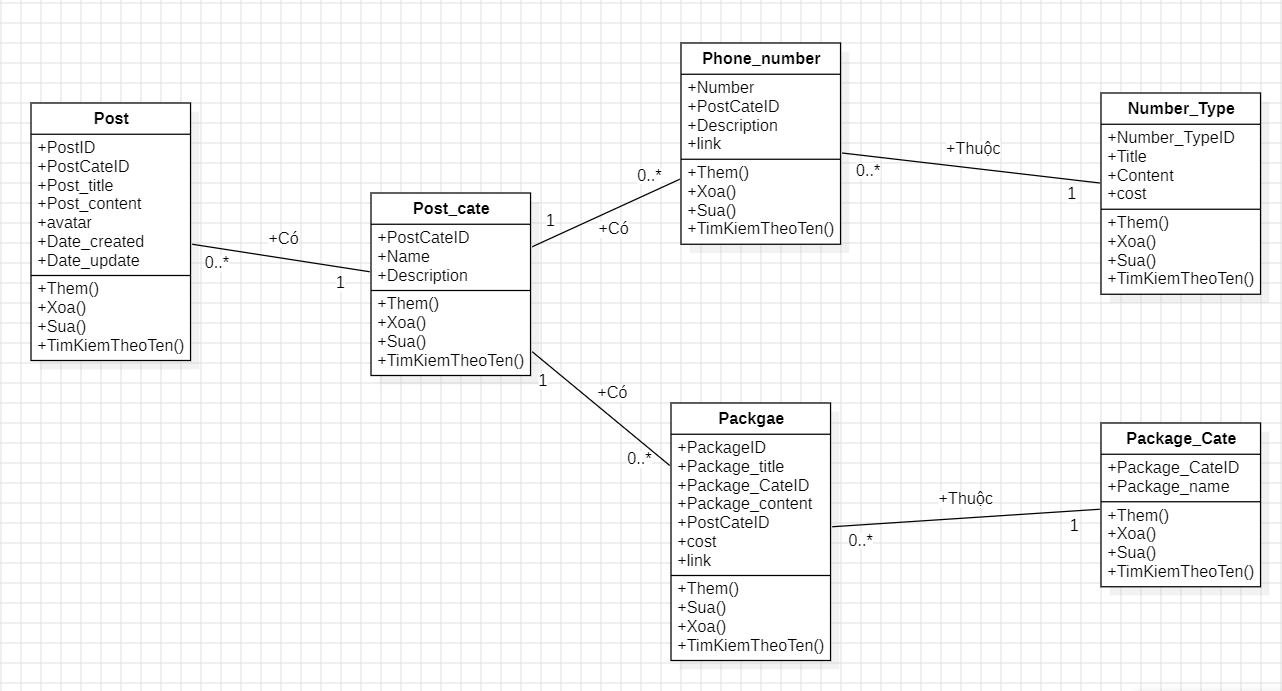 Post
+PostID
+PostCateID
+Post_title
+Post_content
+avatar
+Date_created
+Date_update
+Them()
+Xoa()
+Sua()
+TimKiemTheoTen()
+Có
0..*
1
Post_cate
+PostCateID
+Name
+Description
+Them()
+Xoa()
+Sua()
+TimKiemTheoTen()
1
+Có
0..*
Phone_number
+Number
+PostCateID
+Description
+link
+Them()
+Xoa()
+Sua()
+TimKiemTheoTen()
+Thuộc
0..*
1
Number_Type
+Number_TypeID
+Title
+Content
+cost
+Them()
+Xoa()
+Sua()
+TimKiemTheoTen()
1
+Có
0..*
Packgae
+PackageID
+Package_title
+Package_CateID
+Package_content
+PostCateID
+cost
+link
+Them()
+Sua()
+Xoa()
+TimKiemTheoTen()
+Thuộc
0..*
1
Package_Cate
+Package_CateID
+Package_name
+Them()
+Xoa()
+Sua()
+TimKiemTheoTen()